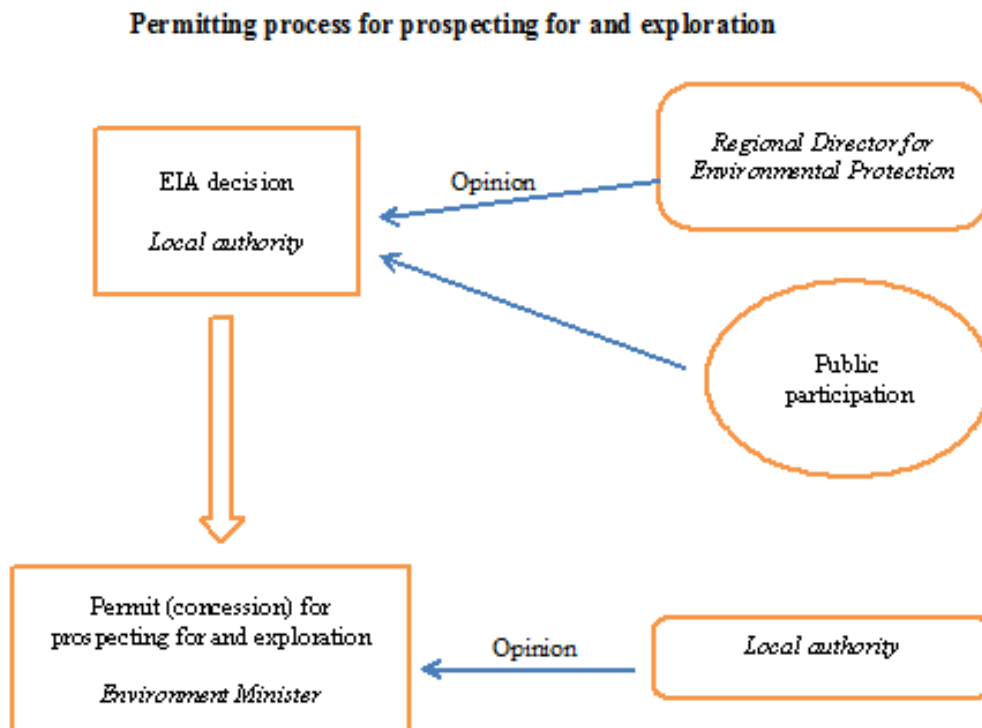 Permitting process for prospecting for and exploration
EIA decision
Local authority
Opinion
Regional Director for
Environmental Protection
Public
participation
Permit (concession) for
prospecting for and exploration
Environment Minister
Opinion
Local authority